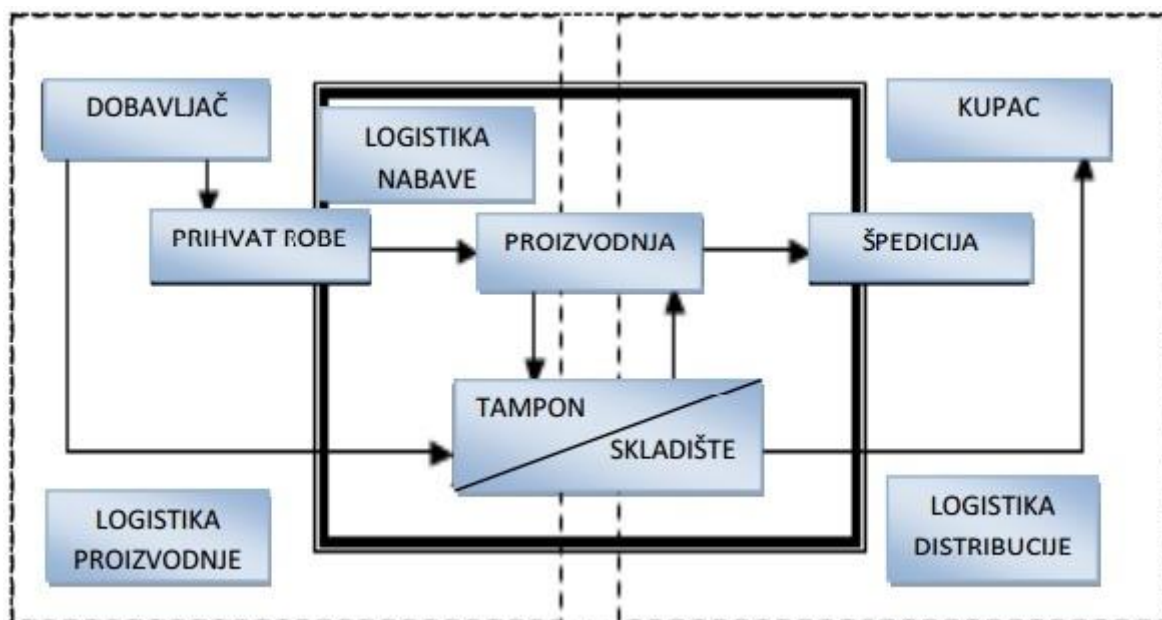 DOBAVLJAČ
KUPAC
LOGISTIKA
NABAVE
PRIHVAT ROBE
PROIZVODNJA
ŠPEDICIJA
TAMPON
SKLADIŠTE
LOGISTIKA
PROIZVODNJE
LOGISTIKA
DISTRIBUCIJE